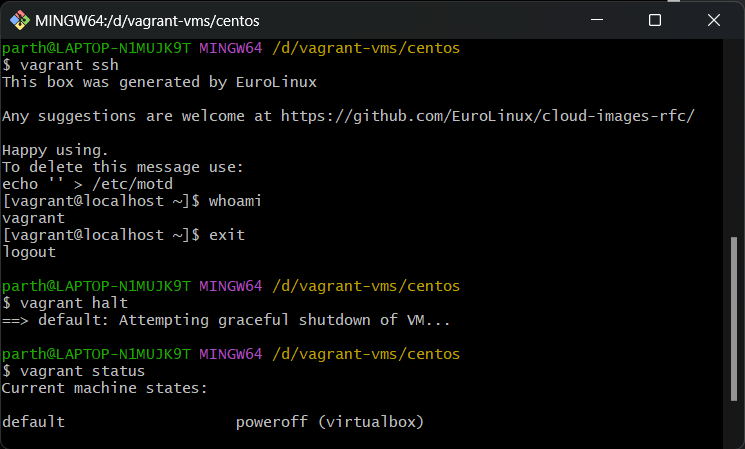 MINGW64:/d/vagrant-vms/centos
parth@LAPTOP-N1MUJK9T MINGW64 /d/vagrant-vms/centos
$ vagrant ssh
This box was generated by EuroLinux
Any suggestions are welcome at https://github.com/EuroLinux/cloud-images-rfc/
Happy using.
To delete this message use:
echo '' > /etc/motd
[vagrant@localhost ~]$ whoami
vagrant
[vagrant@localhost ~]$ exit
logout
parth@LAPTOP-N1MUJK9T MINGW64 /d/vagrant-vms/centos
$ vagrant halt
==> default: Attempting graceful shutdown of VM...
parth@LAPTOP-N1MUJK9T MINGW64 /d/vagrant-vms/centos
$ vagrant status
Current machine states:
default                   poweroff (virtualbox)